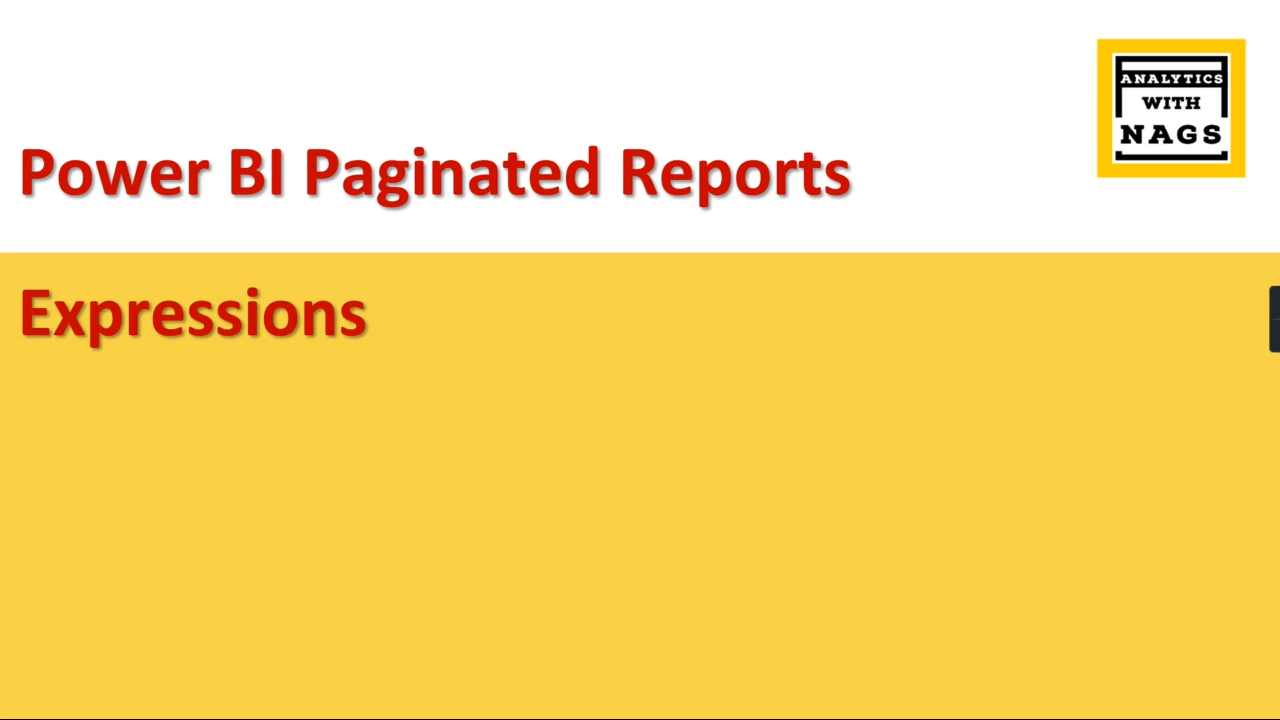 ANALYTICS
WITH
NAGS
Power BI Paginated Reports
Expressions